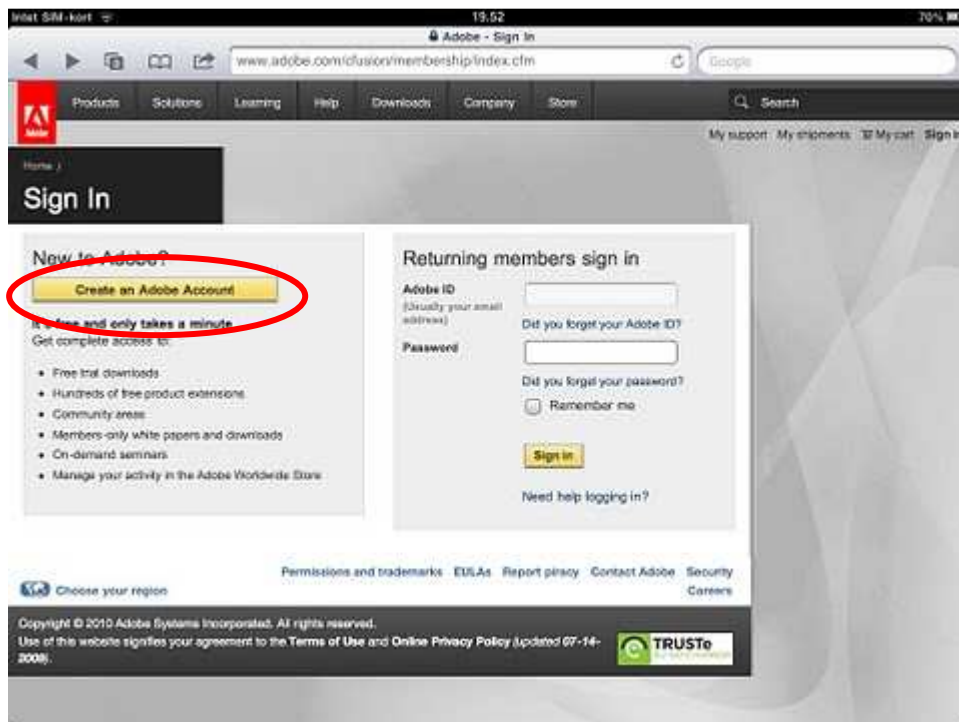 Intet SIM-kort 19.52 70%
Adobe - Sign In
www.adobe.com/cfusion/membership/index.cfm Google
Adobe Products Solutions Learning Help Downloads Company Store Search
My support My shipments My cart Sign In
Home /
Sign In
New to Adobe?
Create an Adobe Account
It's free and only takes a minute
Get complete access to:
Free trial downloads
Hundreds of free product extensions
Community areas
Members-only white papers and downloads
On-demand seminars
Manage your activity in the Adobe Worldwide Store
Returning members sign in
Adobe ID
(Usually your email
address)
Did you forget your Adobe ID?
Password
Did you forget your password?
Remember me
Sign in
Need help logging in?
Permissions and trademarks EULAs Report piracy Contact Adobe Security
Careers
Choose your region
Copyright © 2010 Adobe Systems Incorporated. All rights reserved.
Use of this website signifies your agreement to the Terms of Use and Online Privacy Policy (updated 07-14-
2009).
TRUSTe